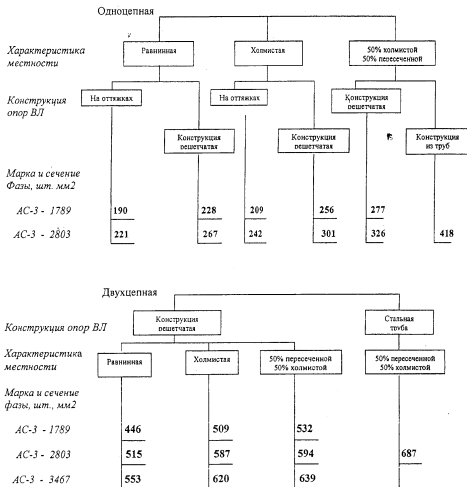 Одноцепная
Характеристика местности
Равнинная
Холмистая
50% холмистой
50% пересеченной
Конструкция опор ВЛ
На оттяжках
На оттяжках
Конструкция решетчатая
Конструкция решетчатая
Конструкция решетчатая
Конструкция из труб
Марка и сечение
Фазы, шт. мм2
АС-3 - 1789 190 228 209 256 277
АС-3 - 2803 221 267 242 301 326 418
Двухцепная
Конструкция опор ВЛ
Конструкция решетчатая
Стальная труба
Характеристика местности
Равнинная
Холмистая
50% пересеченной
50% холмистой
50% пересеченной
50% холмистой
Марка и сечение
фазы, шт., мм2
АС-3 - 1789 446 509 532
АС-3 - 2803 515 587 594 687
АС-3 - 3467 553 620 639